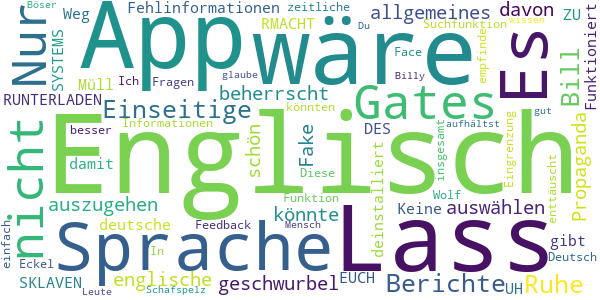 Böser Weg Fehlinformationen zeitliche allgemeines davon ZU
Nur SYSTEMS App RMACHT Du Suchfunktion wissen Funktioniert
Müll Ich Fragen wäre Face empfinde Es Bill
RUNTERLADEN glaube Billy
Einseitige beherrscht Gates
besser Informationen könnten gut
nicht Englisch schön Fake DES aufhältst Eingrenzung Propaganda
damit Diese deinstalliert insgesamt
auszugehen Funktion Wolf enttäuscht
deutsche könnte Keine auswählen
einfach Sprache Feedback Mensch Lass gibt
Eckel In Deutsch
SKLAVEN englische geschwurbel EUCH Berichte UH Ruhe
Leute Schafspelz